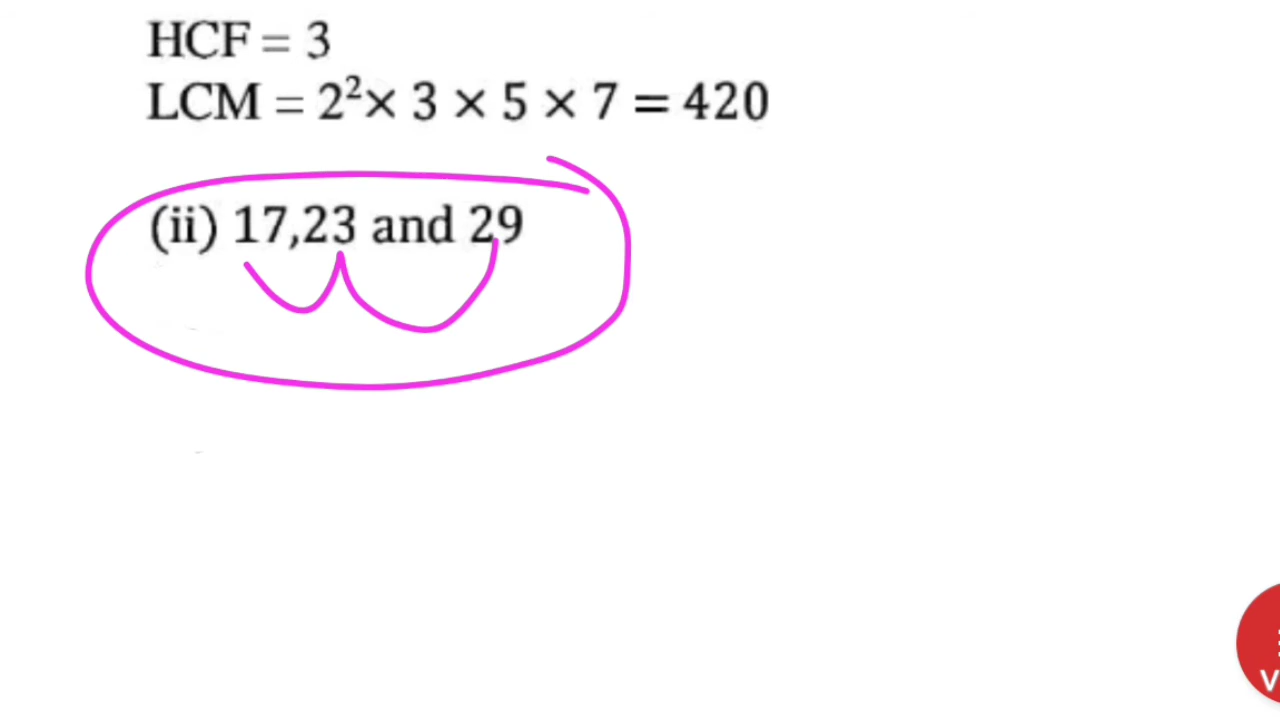 HCF = 3
LCM = 2²× 3 × 5 × 7 = 420
(ii) 17,23 and 29
V